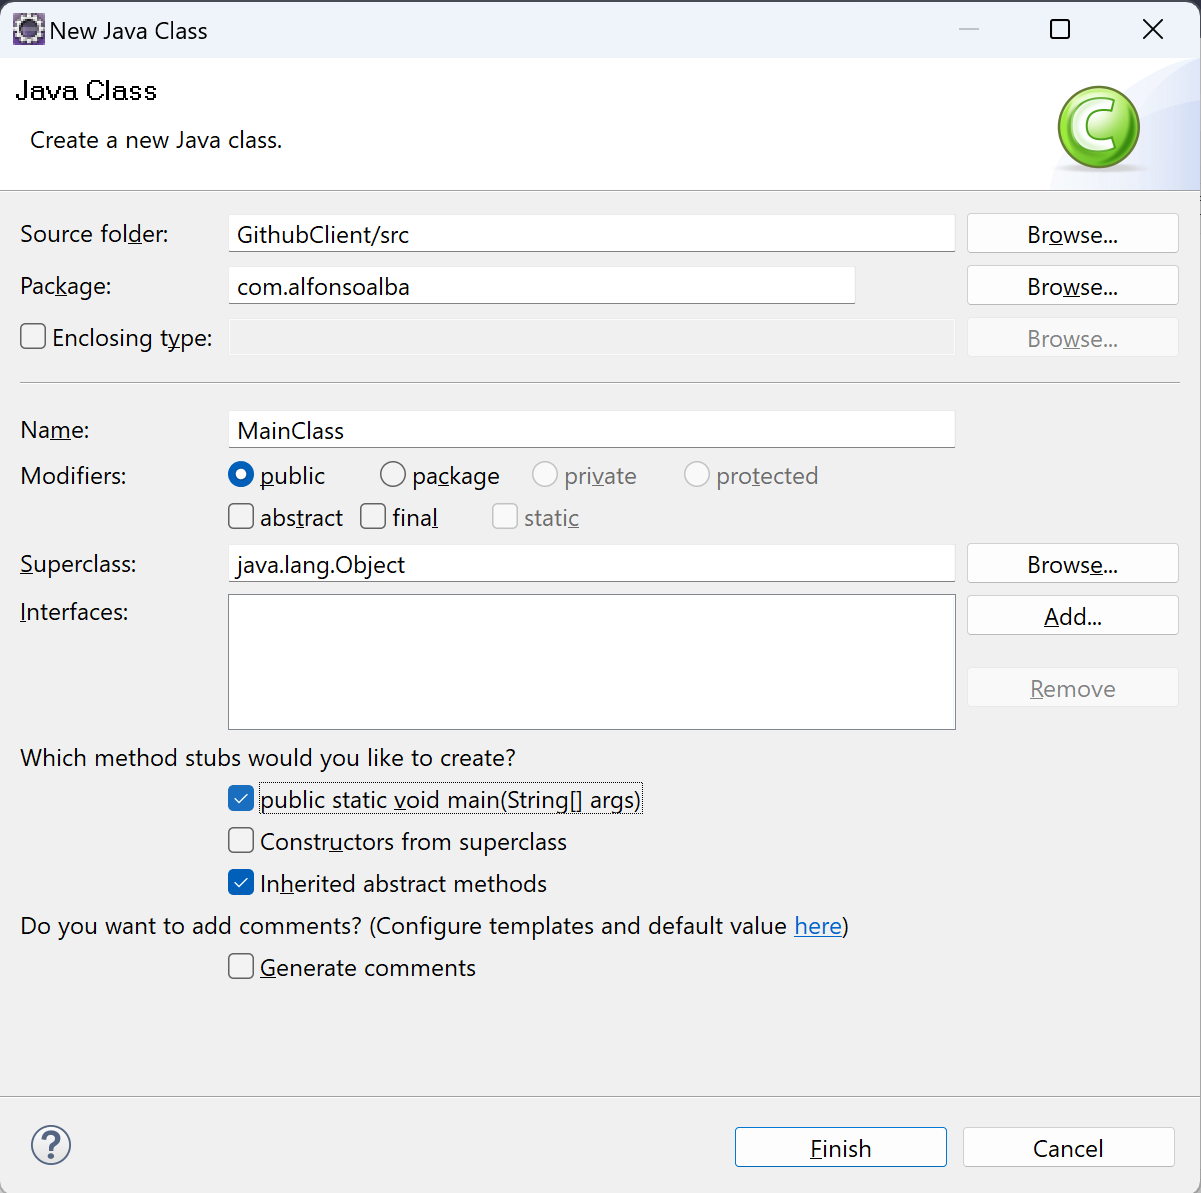 New Java Class
Java Class
Create a new Java class.
Source folder: GithubClient/src Browse...
Package: com.alfonsoalba Browse...
Enclosing type: Browse...
Name: MainClass
Modifiers: public package private protected
abstract final static
Superclass: java.lang.Object Browse...
Interfaces: Add...
Remove
Which method stubs would you like to create?
public static void main(String[] args)
Constructors from superclass
Inherited abstract methods
Do you want to add comments? (Configure templates and default value here)
Generate comments
Finish Cancel